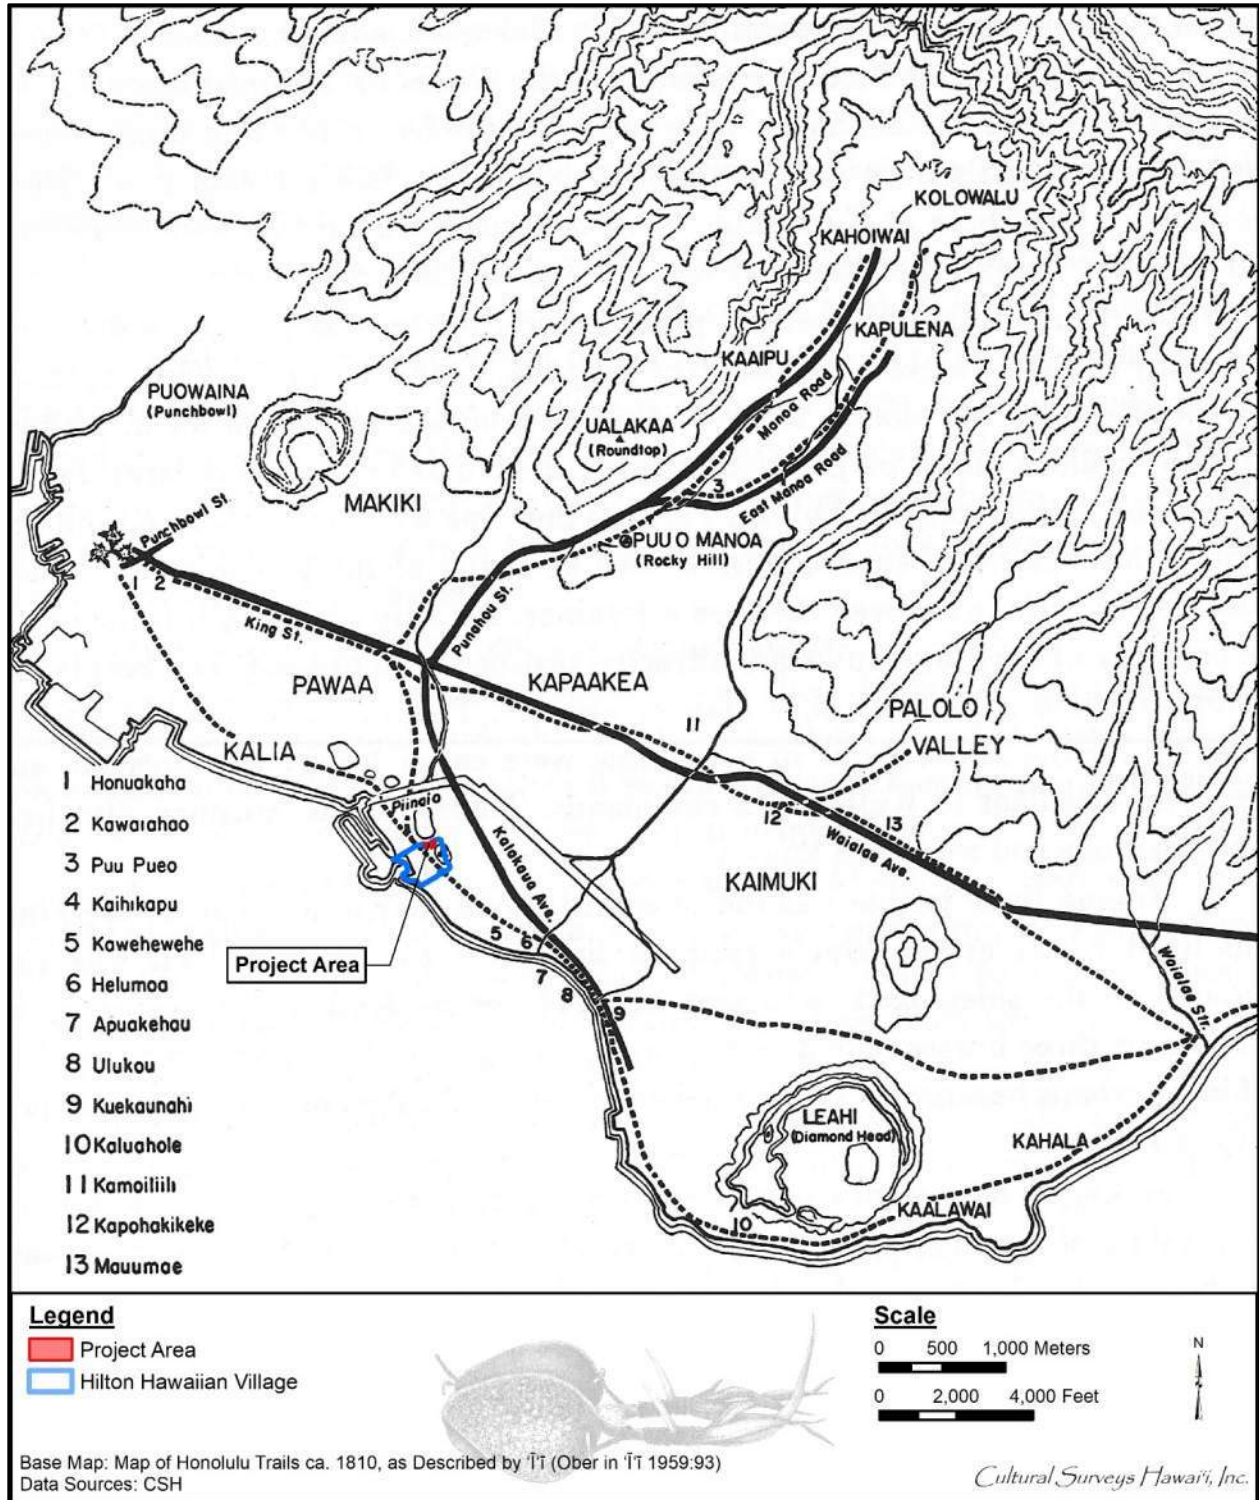 KOLOWALU
KAHOIWAI
KAPULENA
KAAIPU
PUOWAINA
(Punchbowl)
UALAKAA
(Roundtop)
Manoa Road
MAKIKI
3
East Manoa Road
Punchbowl St.
PUU O MANOA
(Rocky Hill)
1 2
King St.
Punahou St.
PAWAA
KAPAAKEA
PALOLO
VALLEY
11
KALIA
Piinaio
12
13
Waialae Ave.
Kalakaua Ave.
KAIMUKI
5
6
7
8
9
Project Area
Waialae Str.
LEAHI
(Diamond Head)
KAHALA
KAALAWAI
10
1 Honuakaha
2 Kawaiahao
3 Puu Pueo
4 Kaihikapu
5 Kawehewehe
6 Helumoa
7 Apuakehau
8 Ulukou
9 Kuekaunahi
10 Kaluahole
11 Kamoiliili
12 Kapohakikeke
13 Mauumae
Legend
Project Area
Hilton Hawaiian Village
Scale
0 500 1,000 Meters
0 2,000 4,000 Feet
N
Base Map: Map of Honolulu Trails ca. 1810, as Described by ʻĪʻī (Ober in ʻĪʻī 1959:93)
Data Sources: CSH
Cultural Surveys Hawaiʻi, Inc.